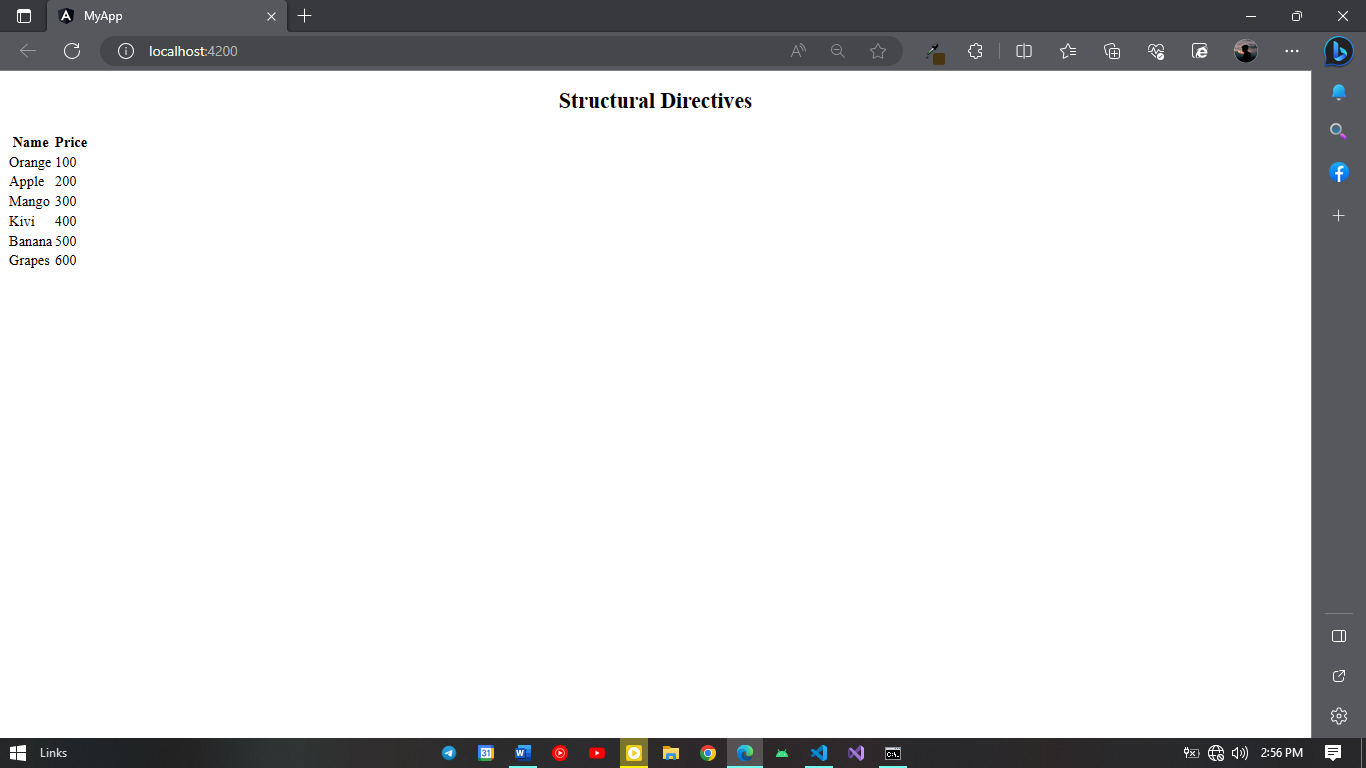 MyApp
localhost:4200
Structural Directives
Name Price
Orange 100
Apple 200
Mango 300
Kivi 400
Banana 500
Grapes 600
Links
31
2:56 PM